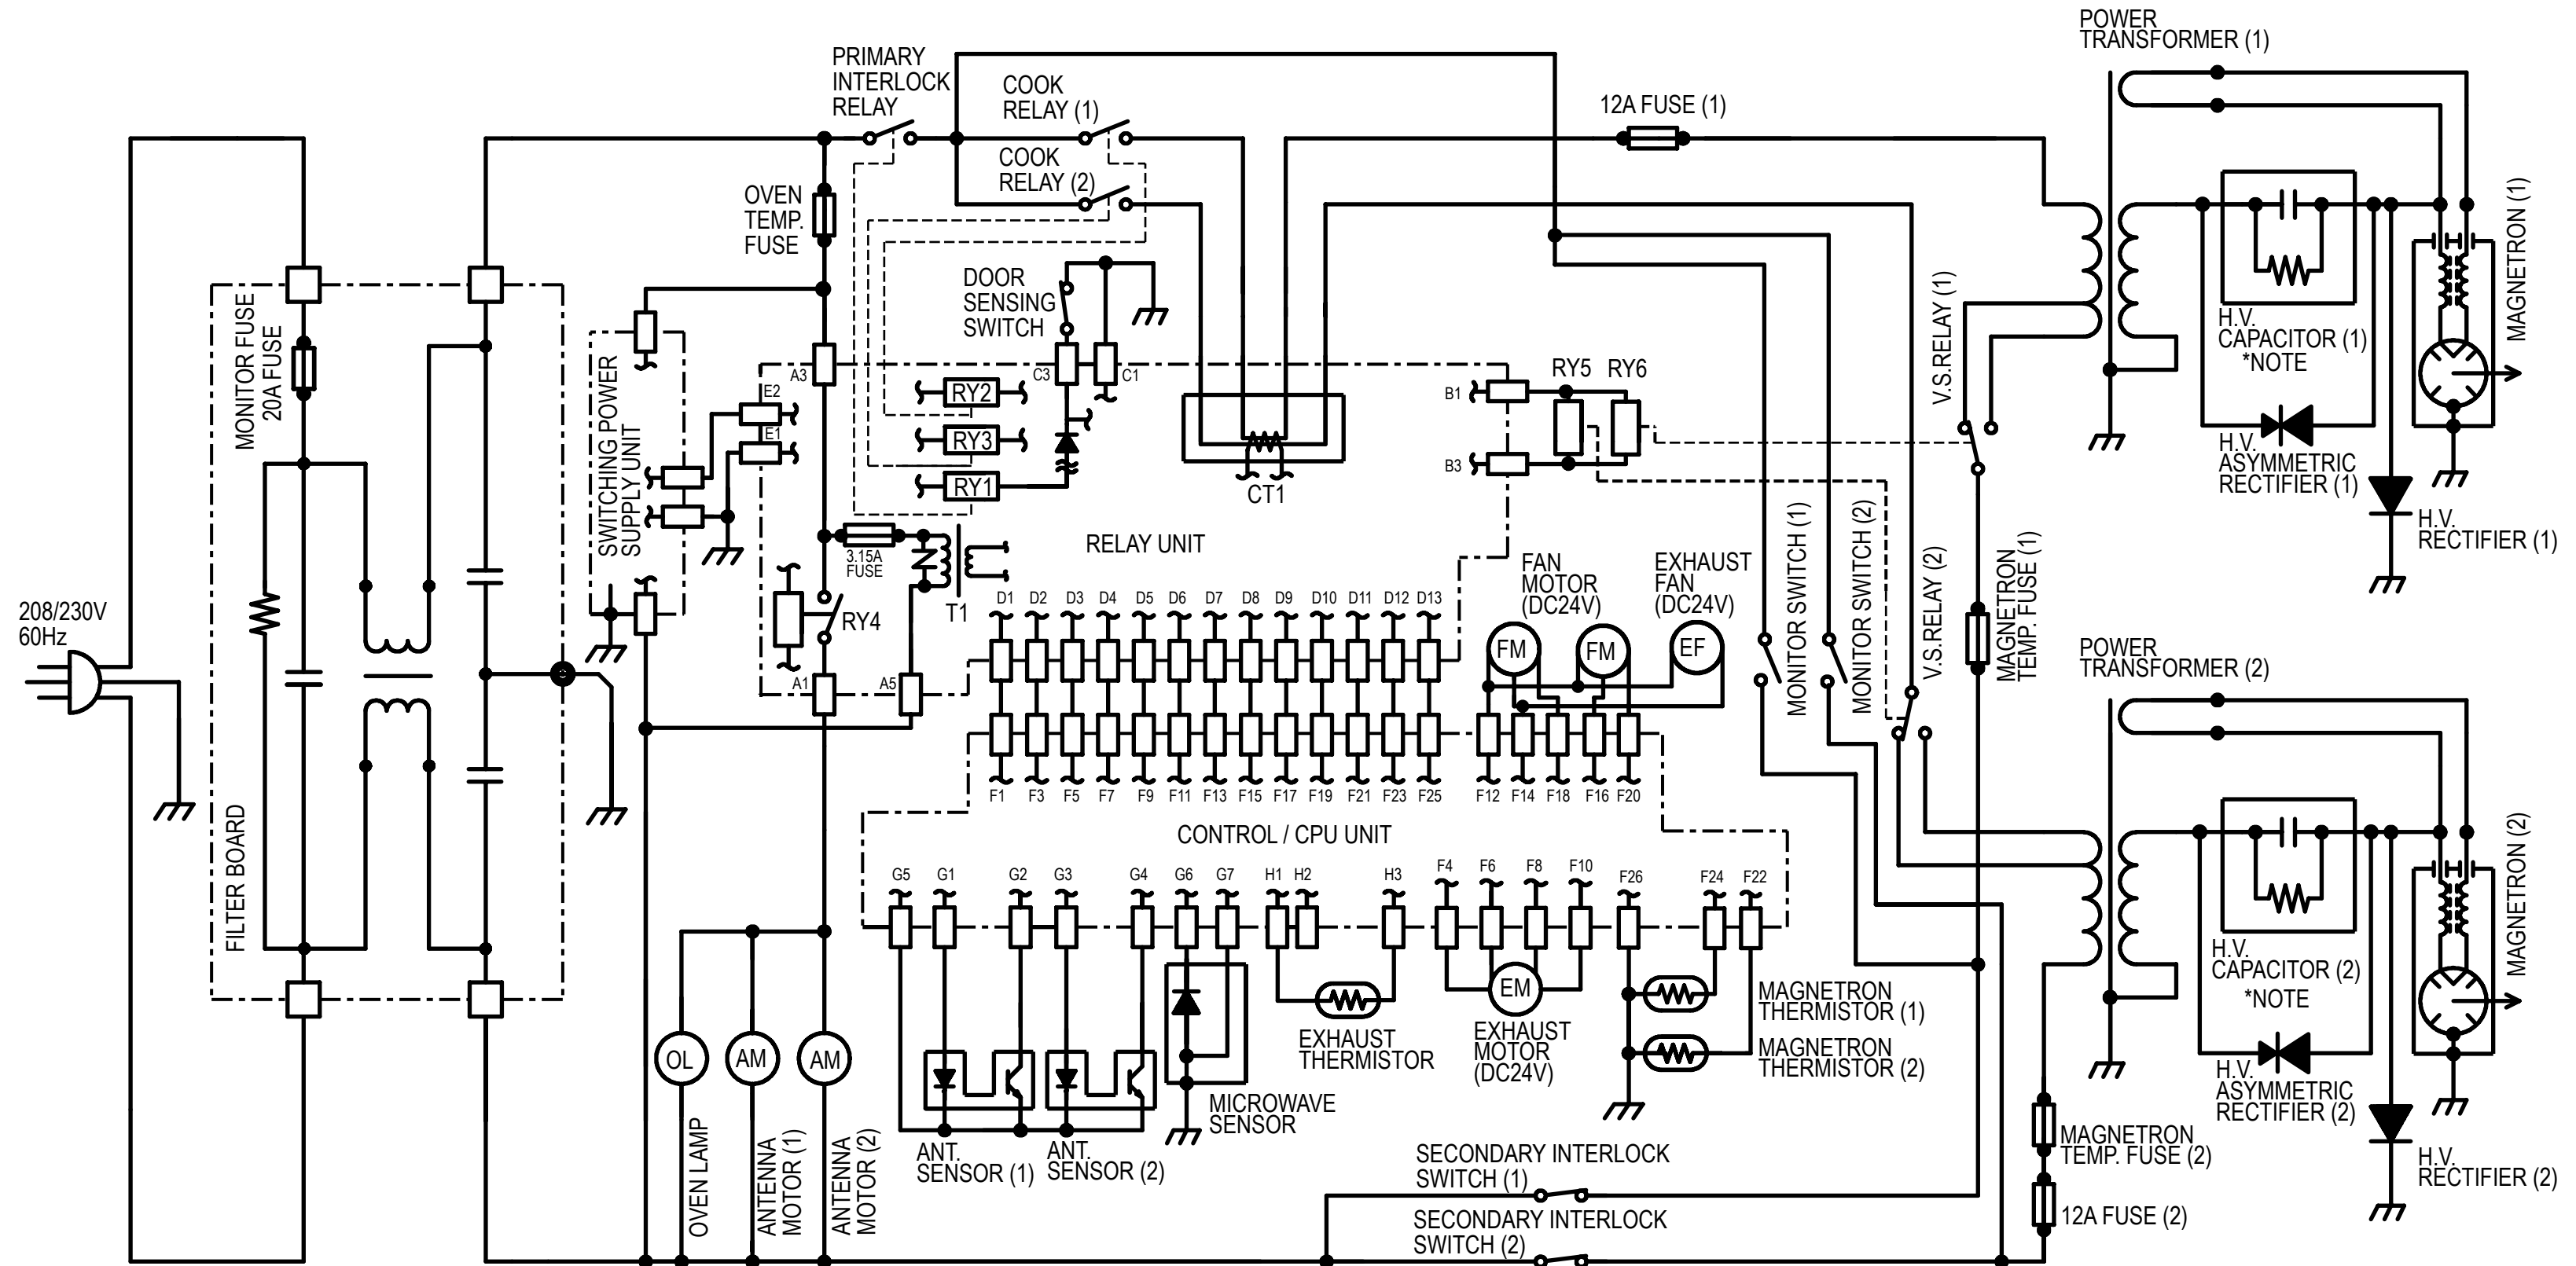 POWER
TRANSFORMER (1)
PRIMARY
INTERLOCK
RELAY
COOK
RELAY (1)
12A FUSE (1)
COOK
RELAY (2)
OVEN
TEMP.
FUSE
MAGNETRON (1)
DOOR
SENSING
SWITCH
V.S.RELAY (1)
H.V.
CAPACITOR (1)
*NOTE
MONITOR FUSE
20A FUSE
SWITCHING POWER
SUPPLY UNIT
A3
E2
E1
RY2
RY3
RY1
C3
C1
CT1
B1
B3
RY5
RY6
H.V.
ASYMMETRIC
RECTIFIER (1)
H.V.
RECTIFIER (1)
3.15A
FUSE
T1
RELAY UNIT
RY4
A1
A5
D1
D2
D3
D4
D5
D6
D7
D8
D9
D10
D11
D12
D13
FAN
MOTOR
(DC24V)
EXHAUST
FAN
(DC24V)
FM
FM
EF
MONITOR SWITCH (1)
MONITOR SWITCH (2)
V.S.RELAY (2)
MAGNETRON
TEMP. FUSE (1)
208/230V
60Hz
POWER
TRANSFORMER (2)
F1
F3
F5
F7
F9
F11
F13
F15
F17
F19
F21
F23
F25
F12
F14
F18
F16
F20
FILTER BOARD
CONTROL / CPU UNIT
G5
G1
G2
G3
G4
G6
G7
H1
H2
H3
F4
F6
F8
F10
F26
F24
F22
MAGNETRON (2)
H.V.
CAPACITOR (2)
*NOTE
EM
MAGNETRON
THERMISTOR (1)
EXHAUST
THERMISTOR
EXHAUST
MOTOR
(DC24V)
MAGNETRON
THERMISTOR (2)
OL
AM
AM
H.V.
ASYMMETRIC
RECTIFIER (2)
MICROWAVE
SENSOR
OVEN LAMP
ANTENNA
MOTOR (1)
ANTENNA
MOTOR (2)
ANT.
SENSOR (1)
ANT.
SENSOR (2)
SECONDARY INTERLOCK
SWITCH (1)
MAGNETRON
TEMP. FUSE (2)
H.V.
RECTIFIER (2)
SECONDARY INTERLOCK
SWITCH (2)
12A FUSE (2)